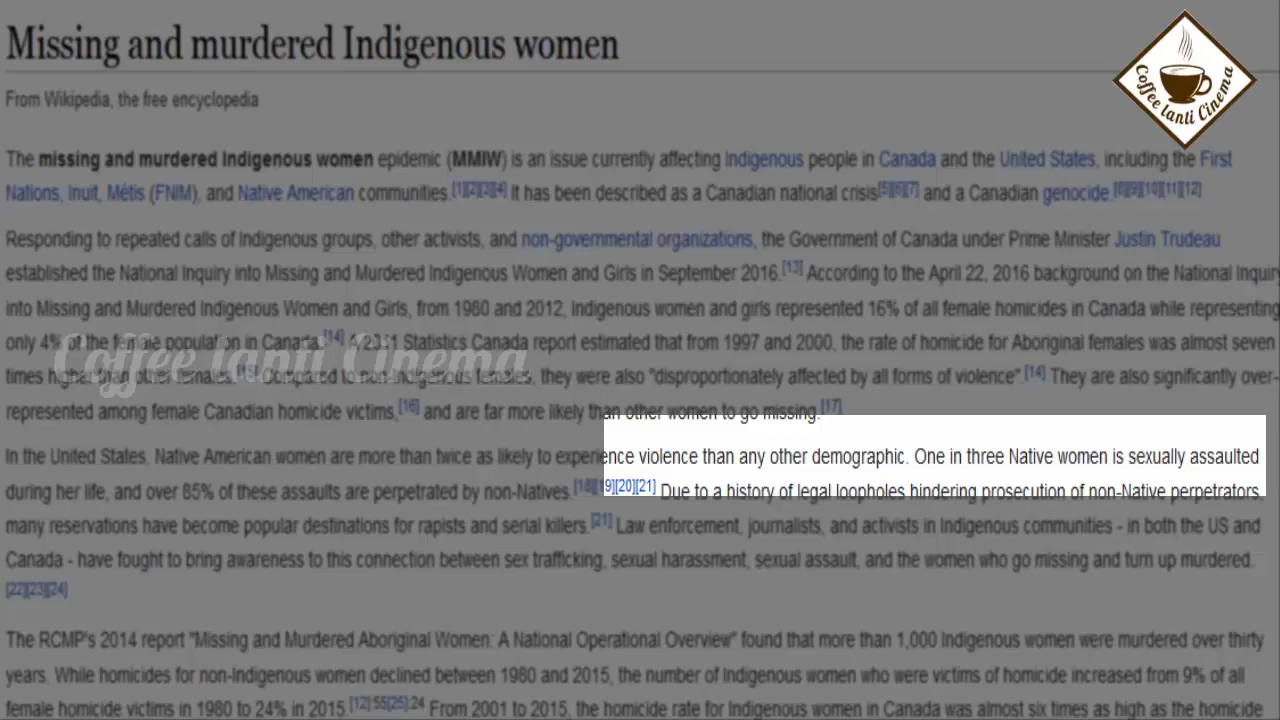 Missing and murdered Indigenous women
From Wikipedia, the free encyclopedia
Coffee lanti Cinema
The missing and murdered Indigenous women epidemic (MMIW) is an issue currently affecting Indigenous people in Canada and the United States, including the First
Nations, Inuit, Métis (FNIM), and Native American communities.[1][2][3][4] It has been described as a Canadian national crisis[5][6][7] and a Canadian genocide.[8][9][10][11][12]
Responding to repeated calls of Indigenous groups, other activists, and non-governmental organizations, the Government of Canada under Prime Minister Justin Trudeau
established the National Inquiry into Missing and Murdered Indigenous Women and Girls in September 2016.[13] According to the April 22, 2016 background on the National Inquiry
into Missing and Murdered Indigenous Women and Girls, from 1980 and 2012, Indigenous women and girls represented 16% of all female homicides in Canada while representing
only 4% of the female population in Canada.[14] A 2011 Statistics Canada report estimated that from 1997 and 2000, the rate of homicide for Aboriginal females was almost seven
Coffee lanti Cinema
times higher than other females.[15] Compared to non-Indigenous females, they were also "disproportionately affected by all forms of violence".[14] They are also significantly over-
represented among female Canadian homicide victims,[16] and are far more likely than other women to go missing.[17]
In the United States, Native American women are more than twice as likely to experience violence than any other demographic. One in three Native women is sexually assaulted
during her life, and over 85% of these assaults are perpetrated by non-Natives.[18][19][20][21] Due to a history of legal loopholes hindering prosecution of non-Native perpetrators,
many reservations have become popular destinations for rapists and serial killers.[21] Law enforcement, journalists, and activists in Indigenous communities - in both the US and
Canada - have fought to bring awareness to this connection between sex trafficking, sexual harassment, sexual assault, and the women who go missing and turn up murdered.
[22][23][24]
The RCMP's 2014 report "Missing and Murdered Aboriginal Women: A National Operational Overview" found that more than 1,000 Indigenous women were murdered over thirty
years. While homicides for non-Indigenous women declined between 1980 and 2015, the number of Indigenous women who were victims of homicide increased from 9% of all
female homicide victims in 1980 to 24% in 2015.[12]:55[25]:24 From 2001 to 2015, the homicide rate for Indigenous women in Canada was almost six times as high as the homicide